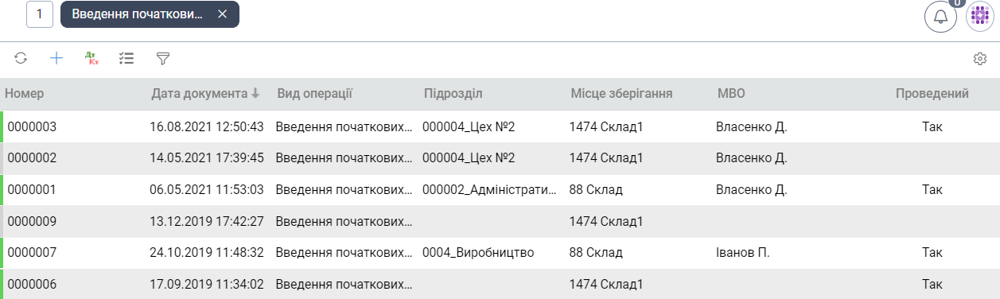 1 Введення початкови...
0
Дт
Кт
Номер Дата документа Вид операції Підрозділ Місце зберігання МВО Проведений
0000003 16.08.2021 12:50:43 Введення початкових... 000004_Цех №2 1474 Склад1 Власенко Д. Так
0000002 14.05.2021 17:39:45 Введення початкових... 000004_Цех №2 1474 Склад1 Власенко Д.
0000001 06.05.2021 11:53:03 Введення початкових... 000002_Адміністрати... 88 Склад Власенко Д. Так
0000009 13.12.2019 17:42:27 Введення початкових... 1474 Склад1
0000007 24.10.2019 11:48:32 Введення початкових... 0004_Виробництво 88 Склад Іванов П. Так
0000006 17.09.2019 11:34:02 Введення початкових... 1474 Склад1 Так